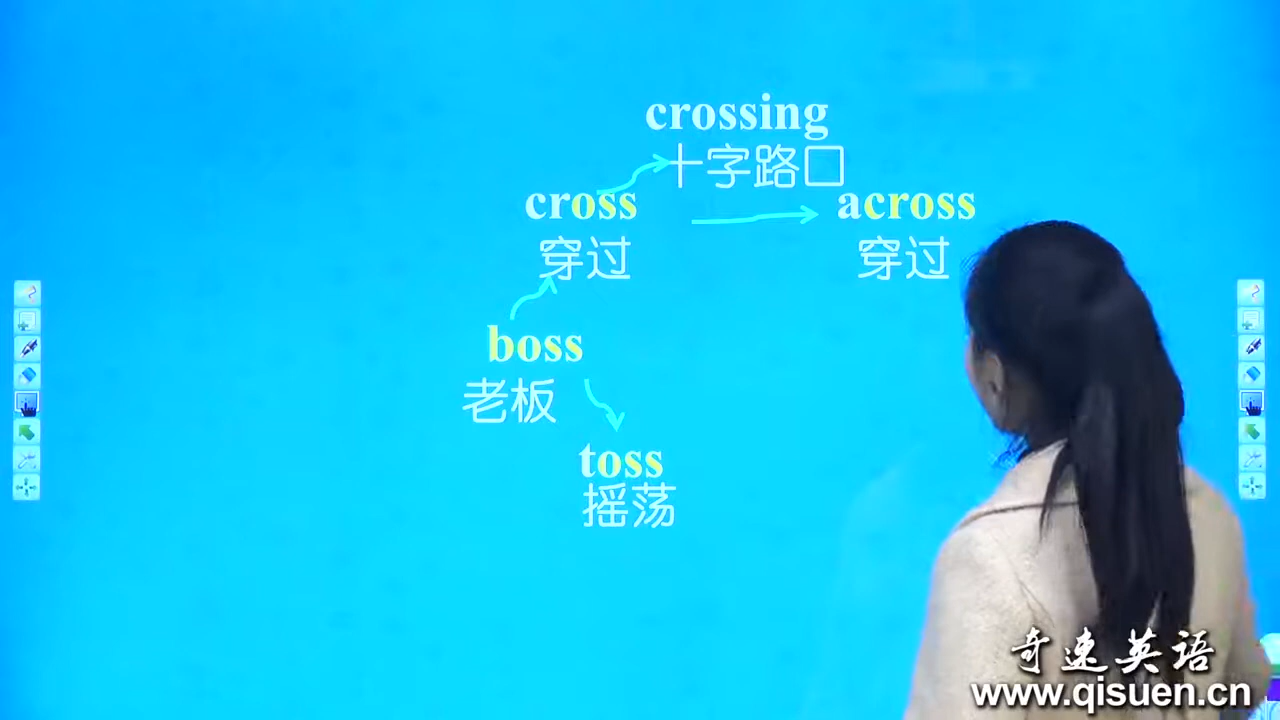 crossing
十字路口
cross
across
穿过
穿过
boss
老板
toss
摇荡
奇速英语
www.qisuen.cn